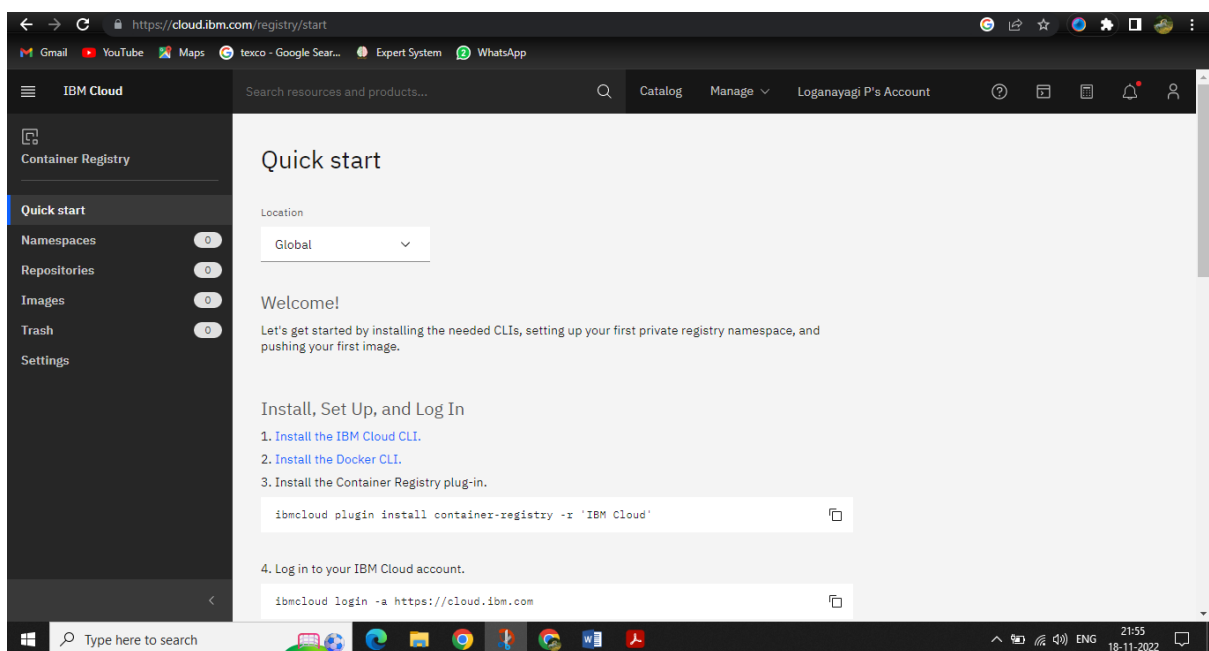 https://cloud.ibm.com/registry/start
Gmail YouTube Maps texco - Google Sear... Expert System WhatsApp
IBM Cloud Search resources and products... Catalog Manage Loganayagi P's Account
Container Registry
Quick start
Namespaces 0
Repositories 0
Images 0
Trash 0
Settings
Quick start
Location
Global
Welcome!
Let's get started by installing the needed CLIs, setting up your first private registry namespace, and
pushing your first image.
Install, Set Up, and Log In
1. Install the IBM Cloud CLI.
2. Install the Docker CLI.
3. Install the Container Registry plug-in.
ibmcloud plugin install container-registry -r 'IBM Cloud'
4. Log in to your IBM Cloud account.
ibmcloud login -a https://cloud.ibm.com
Type here to search ENG 21:55
18-11-2022